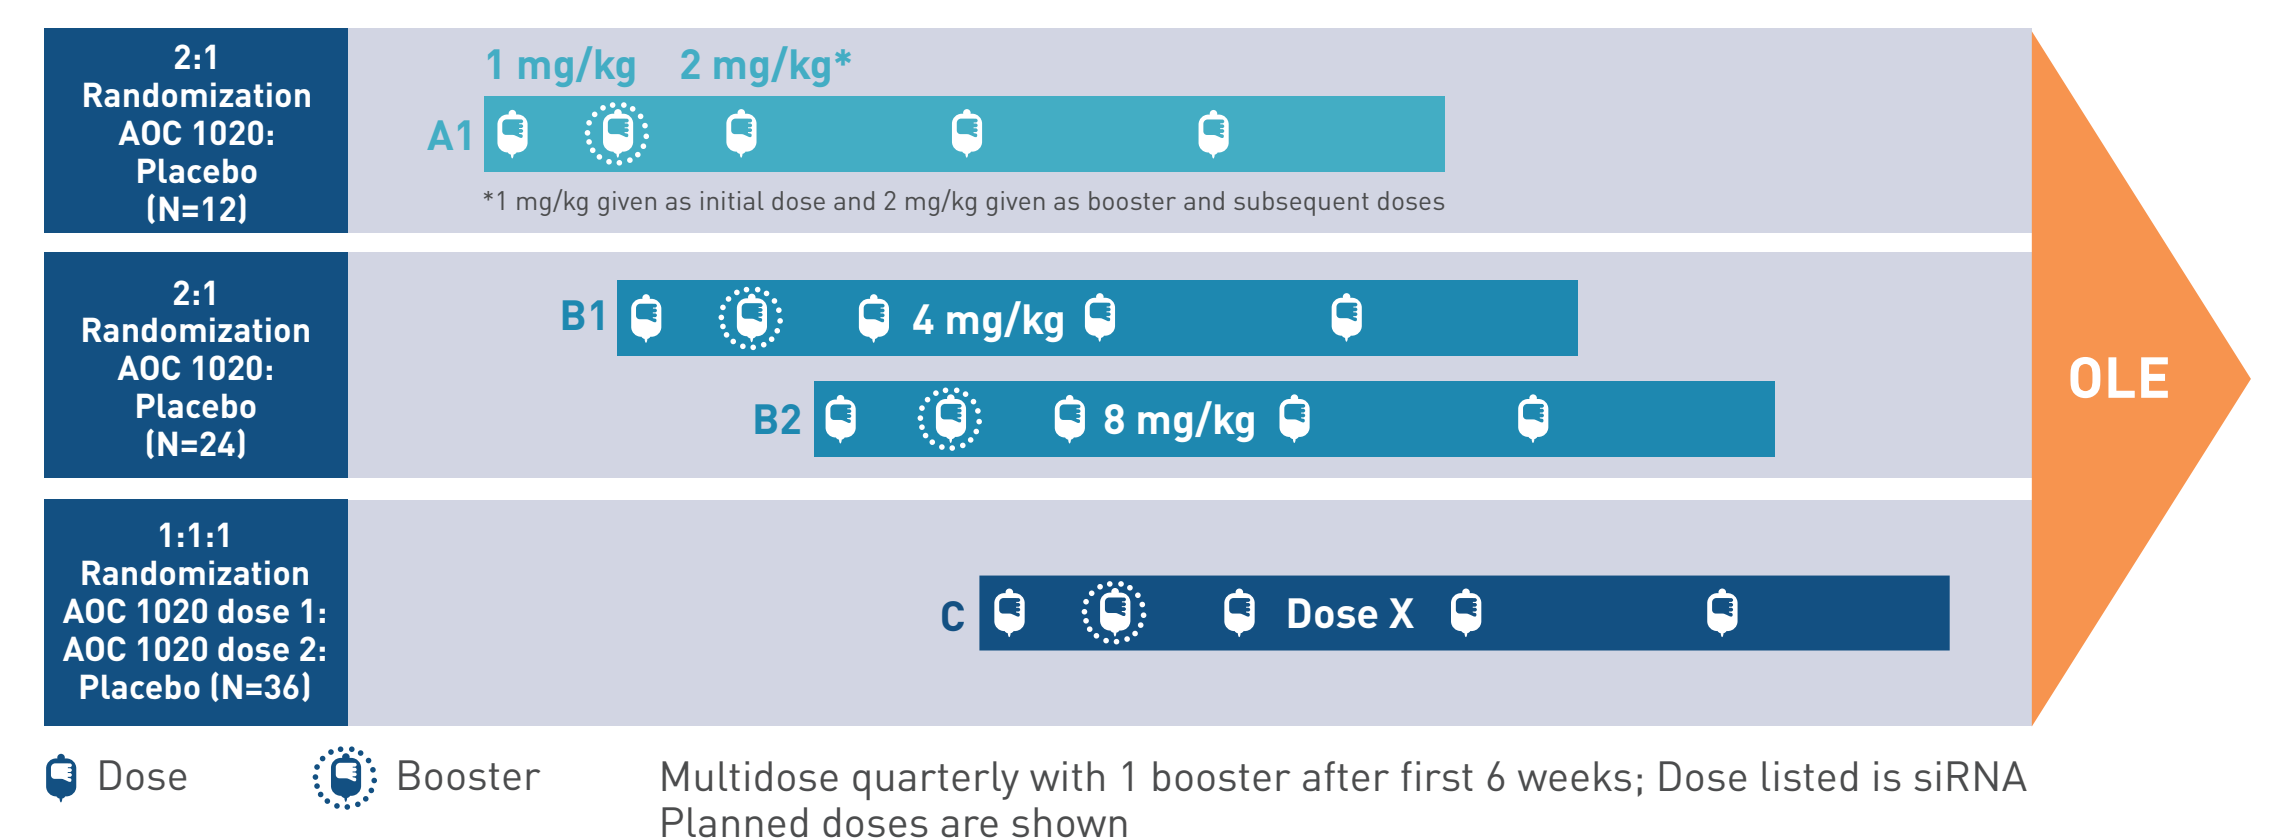 2:1
Randomization
AOC 1020:
Placebo
(N=12)
1 mg/kg 2 mg/kg*
A1
*1 mg/kg given as initial dose and 2 mg/kg given as booster and subsequent doses
2:1
Randomization
AOC 1020:
Placebo
(N=24)
B1 4 mg/kg
B2 8 mg/kg
1:1:1
Randomization
AOC 1020 dose 1:
AOC 1020 dose 2:
Placebo (N=36)
C Dose X
OLE
Dose Booster
Multidose quarterly with 1 booster after first 6 weeks; Dose listed is siRNA
Planned doses are shown